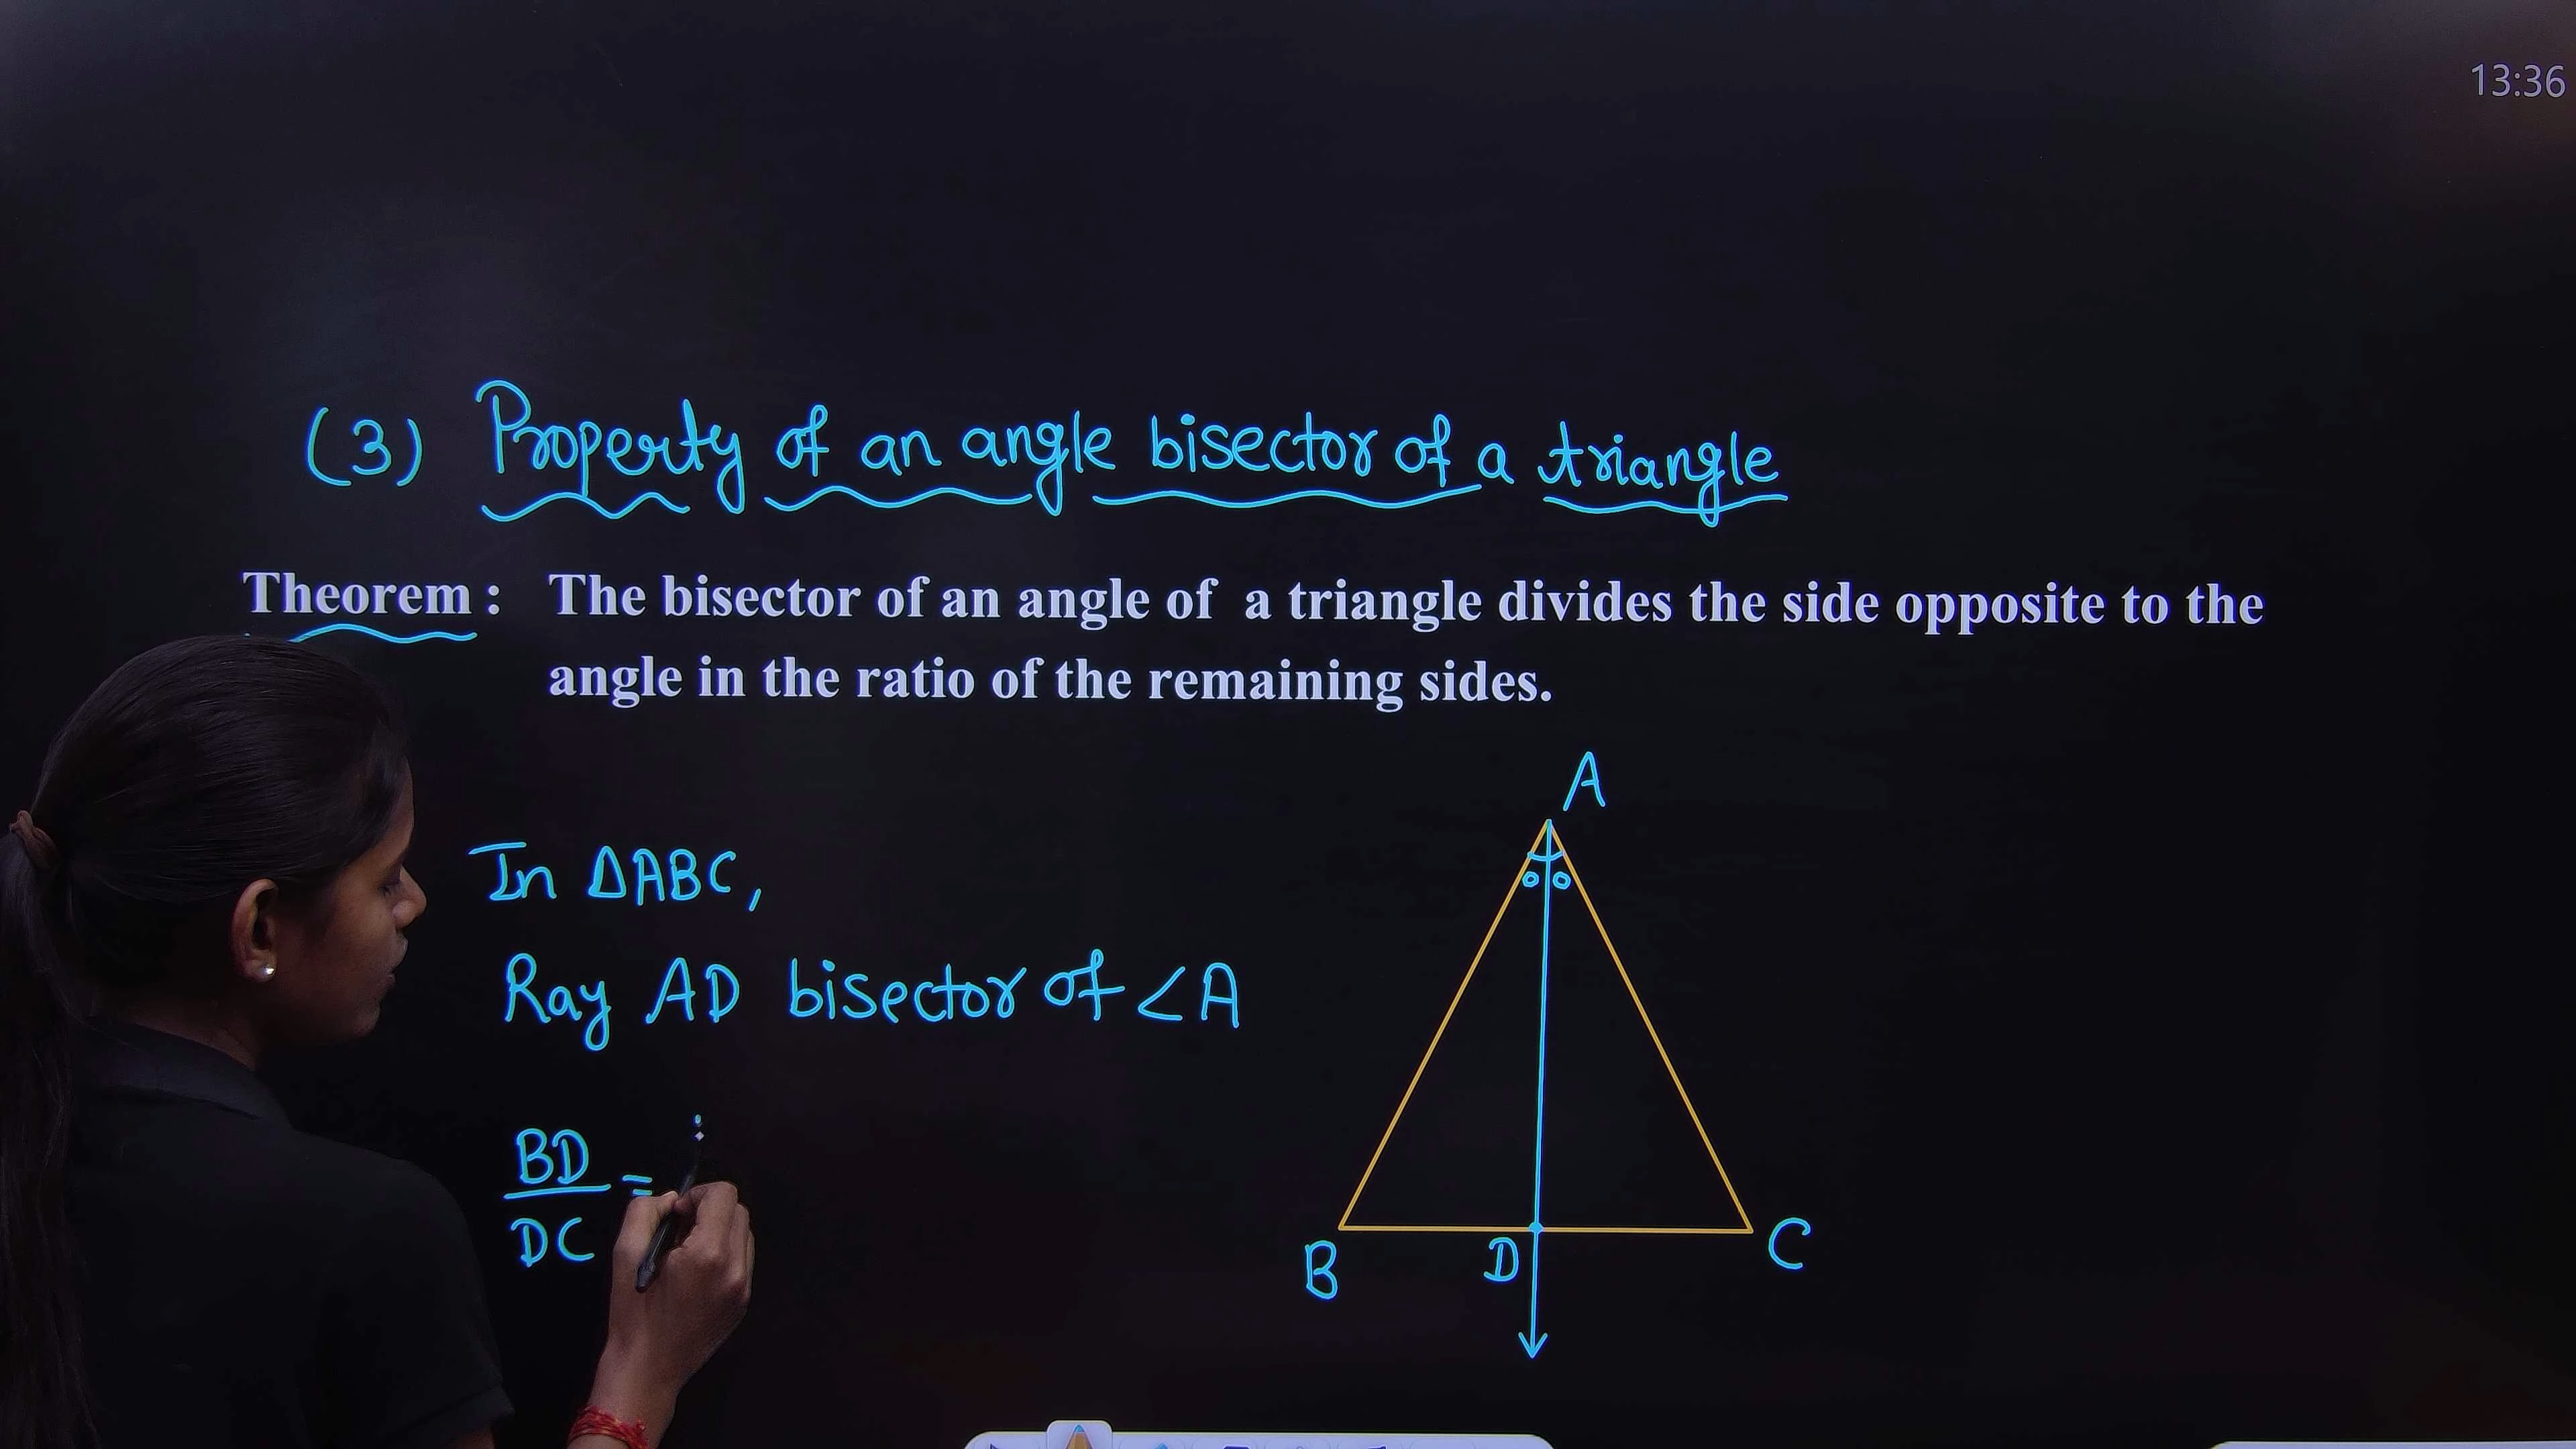 13:36
(3) Property of an angle bisector of a triangle
Theorem : The bisector of an angle of a triangle divides the side opposite to the
angle in the ratio of the remaining sides.
A
In ΔABC,
Ray AD bisector of ∠A
BD
=
DC
B D C